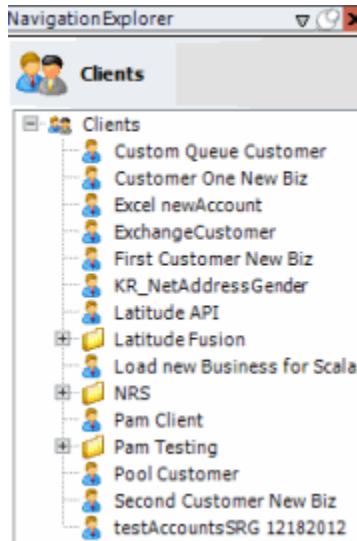 NavigationExplorer
Clients
Clients
Custom Queue Customer
Customer One New Biz
Excel newAccount
ExchangeCustomer
First Customer New Biz
KR_NetAddressGender
Latitude API
Latitude Fusion
Load new Business for Scala
NRS
Pam Client
Pam Testing
Pool Customer
Second Customer New Biz
testAccountsSRG 12182012